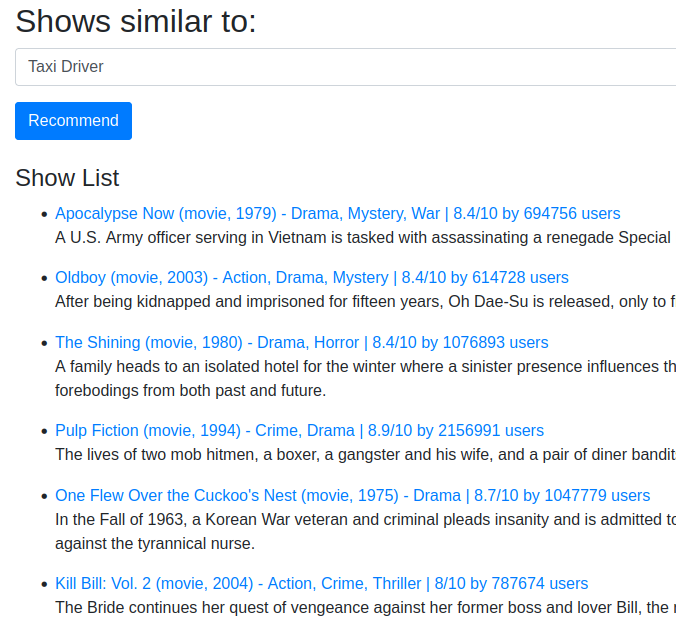 Shows similar to:
Taxi Driver
Recommend
Show List
Apocalypse Now (movie, 1979) - Drama, Mystery, War | 8.4/10 by 694756 users
A U.S. Army officer serving in Vietnam is tasked with assassinating a renegade Special
Oldboy (movie, 2003) - Action, Drama, Mystery | 8.4/10 by 614728 users
After being kidnapped and imprisoned for fifteen years, Oh Dae-Su is released, only to f
The Shining (movie, 1980) - Drama, Horror | 8.4/10 by 1076893 users
A family heads to an isolated hotel for the winter where a sinister presence influences th
forebodings from both past and future.
Pulp Fiction (movie, 1994) - Crime, Drama | 8.9/10 by 2156991 users
The lives of two mob hitmen, a boxer, a gangster and his wife, and a pair of diner bandit
One Flew Over the Cuckoo's Nest (movie, 1975) - Drama | 8.7/10 by 1047779 users
In the Fall of 1963, a Korean War veteran and criminal pleads insanity and is admitted to
against the tyrannical nurse.
Kill Bill: Vol. 2 (movie, 2004) - Action, Crime, Thriller | 8/10 by 787674 users
The Bride continues her quest of vengeance against her former boss and lover Bill, the